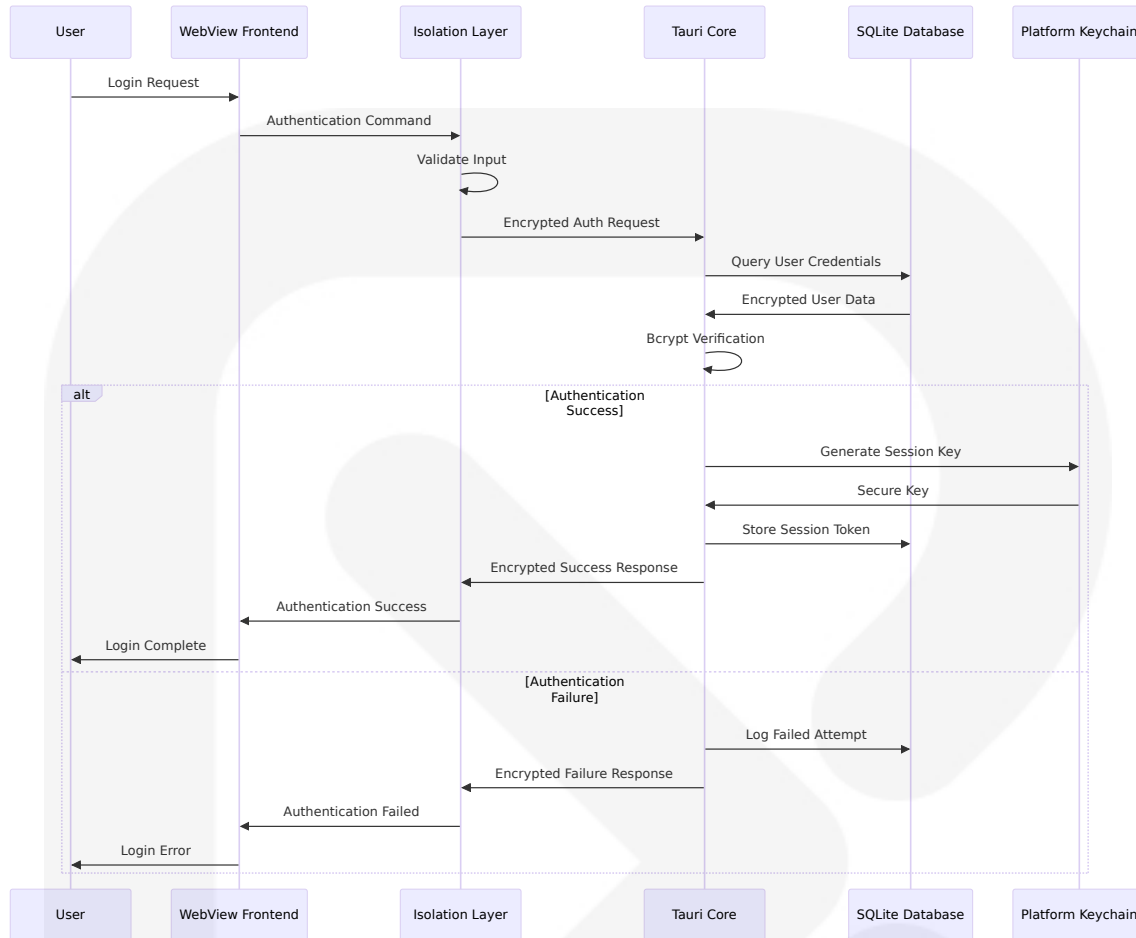 User
WebView Frontend
Isolation Layer
Tauri Core
SQLite Database
Platform Keychain
Login Request
Authentication Command
Validate Input
Encrypted Auth Request
Query User Credentials
Encrypted User Data
Bcrypt Verification
alt
[Authentication
Success]
Generate Session Key
Secure Key
Store Session Token
Encrypted Success Response
Authentication Success
Login Complete
[Authentication
Failure]
Log Failed Attempt
Encrypted Failure Response
Authentication Failed
Login Error
User
WebView Frontend
Isolation Layer
Tauri Core
SQLite Database
Platform Keychain